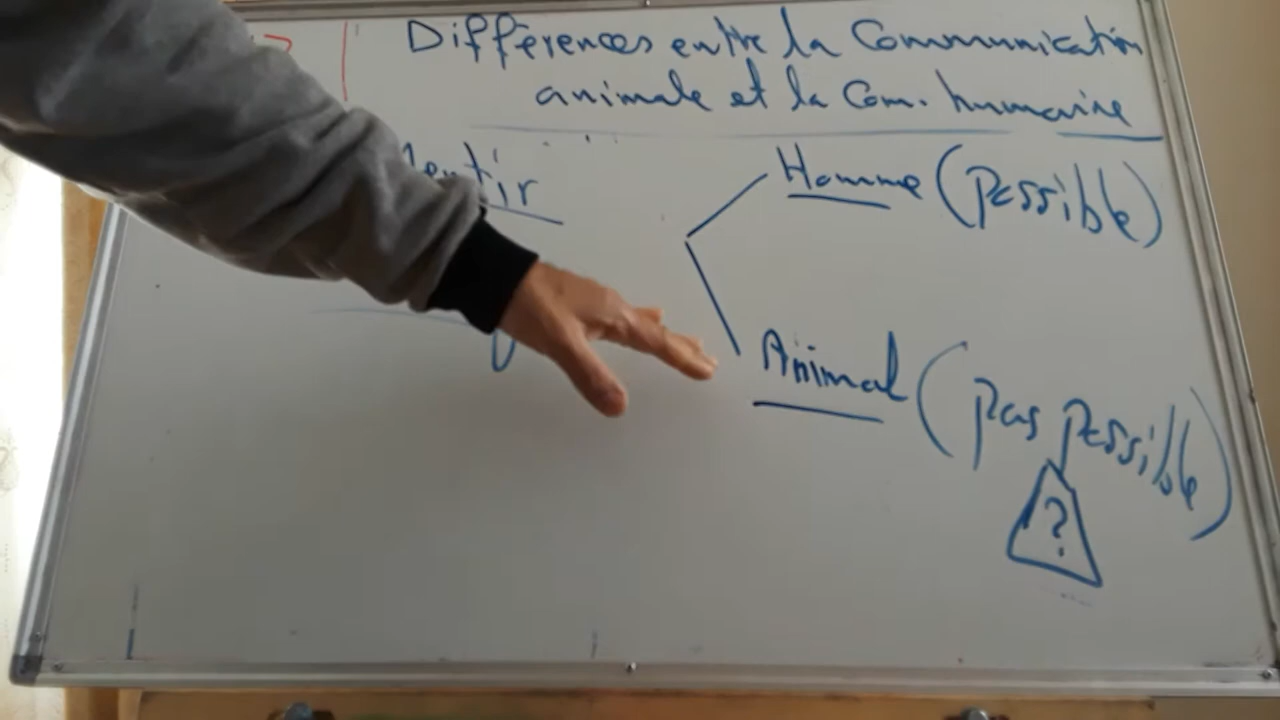 Différences entre la Communication
animale et la Com. humaine
Mentir
Homme (possible)
Animal (pas possible)
?